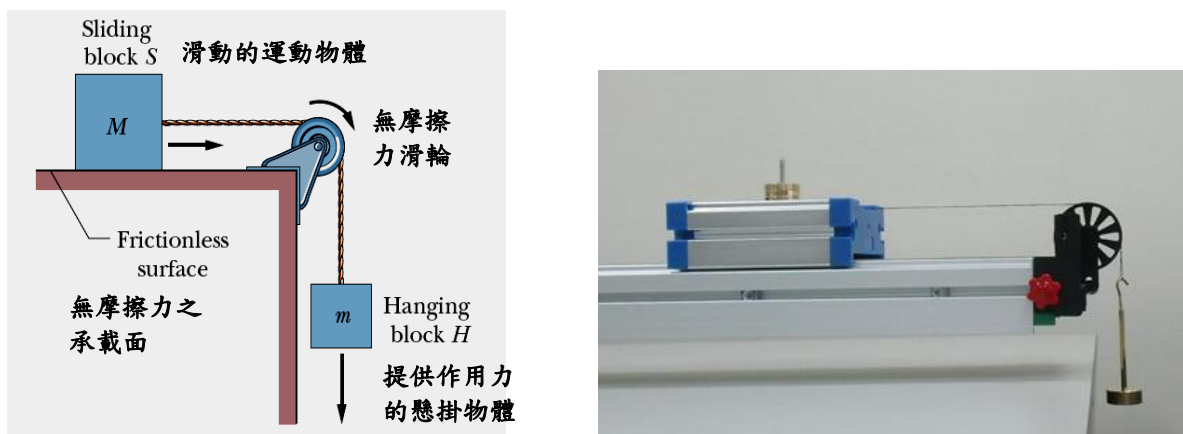 Sliding
block S
滑動的運動物體
M
無摩擦
力滑輪
Frictionless
surface
無摩擦力之
承載面
m
Hanging
block H
提供作用力
的懸掛物體